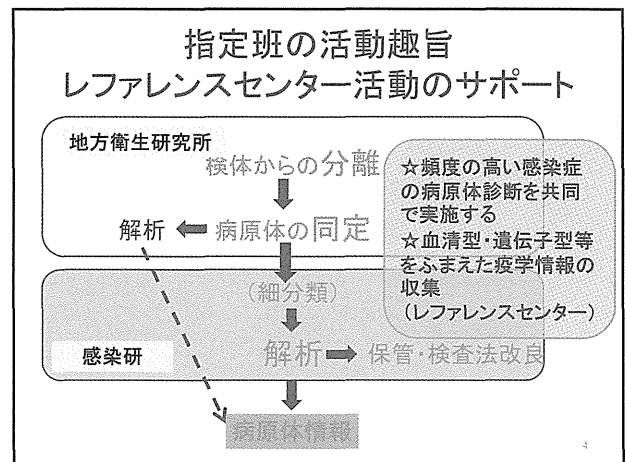 指定班の活動趣旨
レファレンスセンター活動のサポート
地方衛生研究所
検体からの分離
解析
病原体の同定
☆頻度の高い感染症
の病原体診断を共同
で実施する
☆血清型・遺伝子型等
をふまえた疫学情報の
収集
(レファレンスセンター)
(細分類)
感染研
解析
保管・検査法改良
病原体情報
4